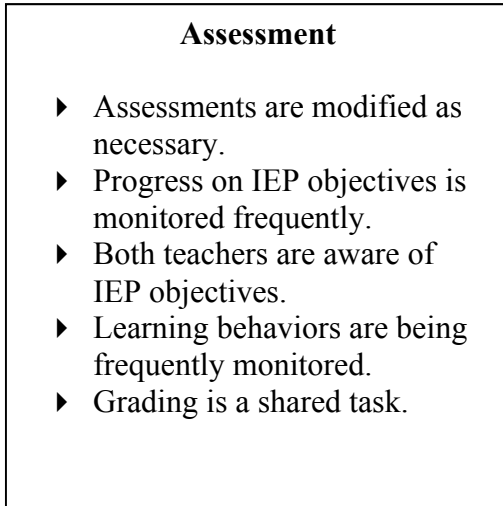 Assessment
▶ Assessments are modified as
necessary.
▶ Progress on IEP objectives is
monitored frequently.
▶ Both teachers are aware of
IEP objectives.
▶ Learning behaviors are being
frequently monitored.
▶ Grading is a shared task.